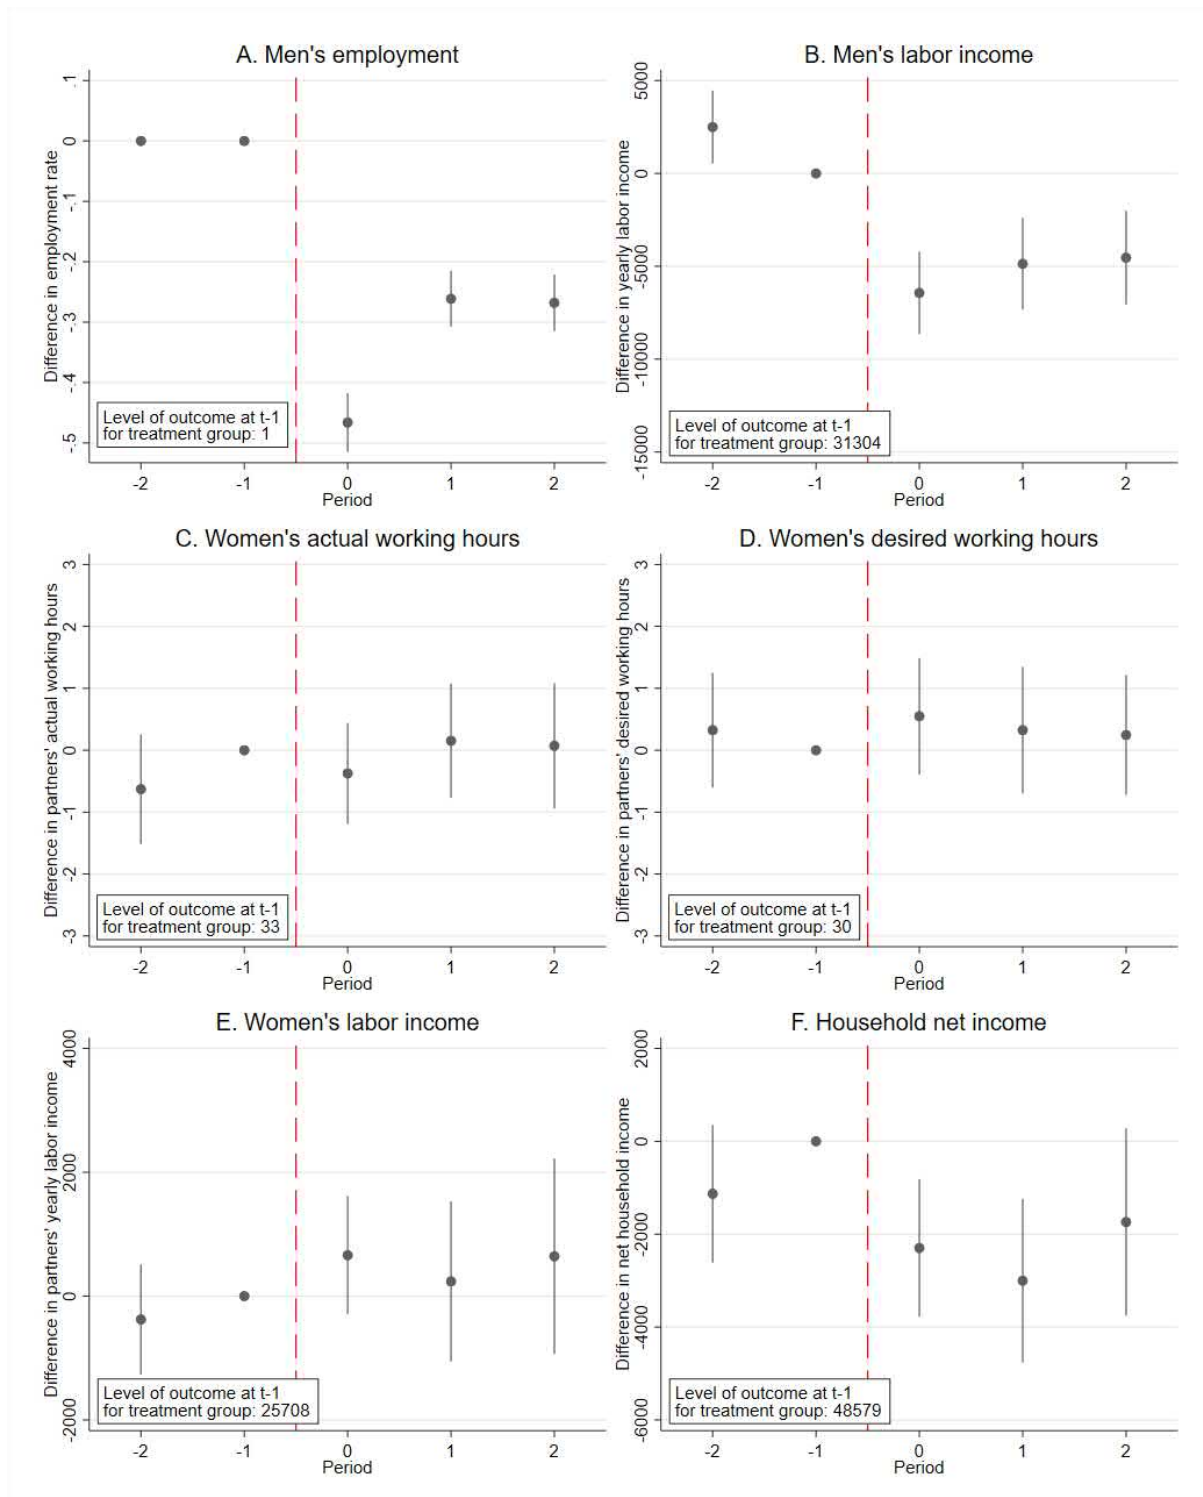 A. Men's employment
Difference in employment rate
.1
0
-.1
-.2
-.3
-.4
-.5
Level of outcome at t-1
for treatment group: 1
-2 -1 0 1 2
Period
B. Men's labor income
Difference in yearly labor income
5000
0
-5000
-10000
-15000
Level of outcome at t-1
for treatment group: 31304
-2 -1 0 1 2
Period
C. Women's actual working hours
Difference in partners' actual working hours
3
2
1
0
-1
-2
-3
Level of outcome at t-1
for treatment group: 33
-2 -1 0 1 2
Period
D. Women's desired working hours
Difference in partners' desired working hours
3
2
1
0
-1
-2
-3
Level of outcome at t-1
for treatment group: 30
-2 -1 0 1 2
Period
E. Women's labor income
Difference in partners' yearly labor income
4000
2000
0
-2000
Level of outcome at t-1
for treatment group: 25708
-2 -1 0 1 2
Period
F. Household net income
Difference in net household income
2000
0
-2000
-4000
-6000
Level of outcome at t-1
for treatment group: 48579
-2 -1 0 1 2
Period